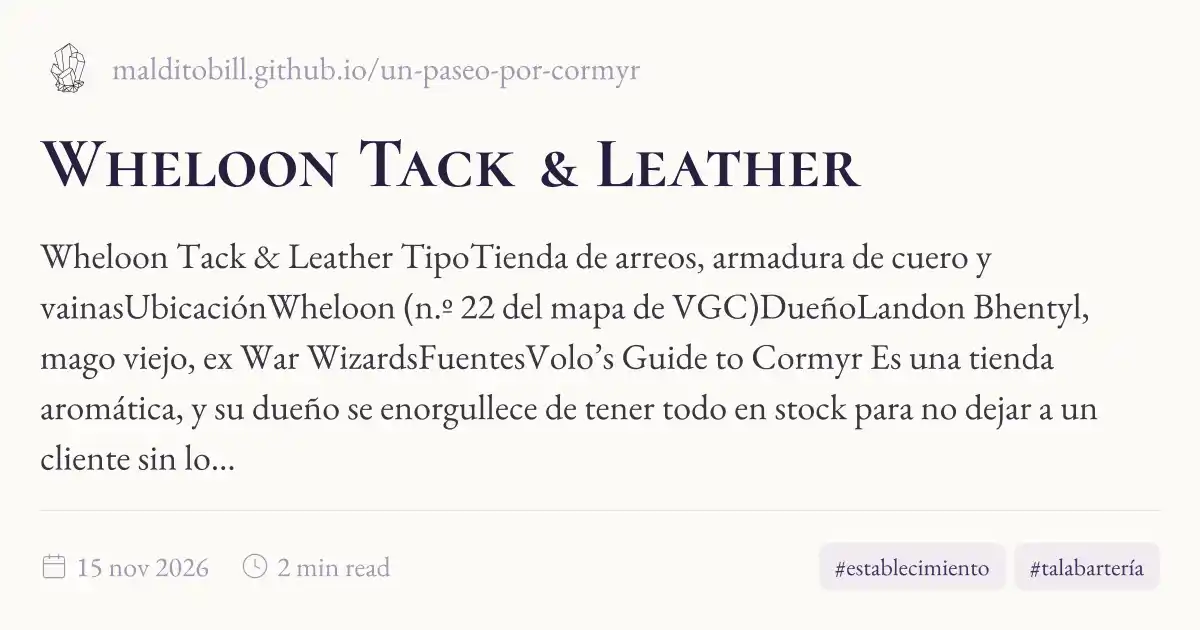 malditobill.github.io/un-paseo-por-cormyr
Wheloon Tack & Leather
Wheloon Tack & Leather TipoTienda de arreos, armadura de cuero y
vainasUbicaciónWheloon (n.º 22 del mapa de VGC)DueñoLandon Bhentyl,
mago viejo, ex War WizardsFuentesVolo’s Guide to Cormyr Es una tienda
aromática, y su dueño se enorgullece de tener todo en stock para no dejar a un
cliente sin lo...
15 nov 2026
2 min read
#establecimiento
#talabartería